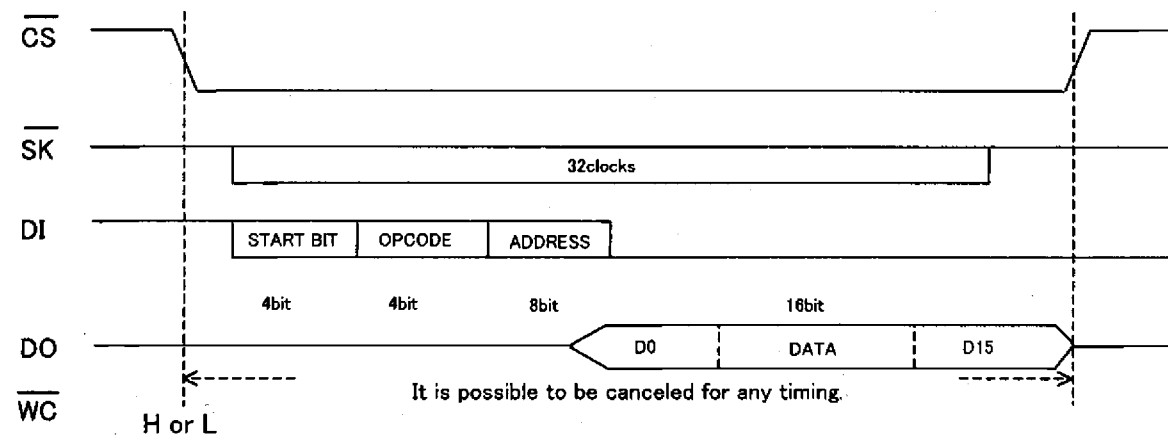 CS
SK
32clocks
DI START BIT OPCODE ADDRESS
4bit 4bit 8bit 16bit
DO D0 DATA D15
It is possible to be canceled for any timing.
WC
H or L